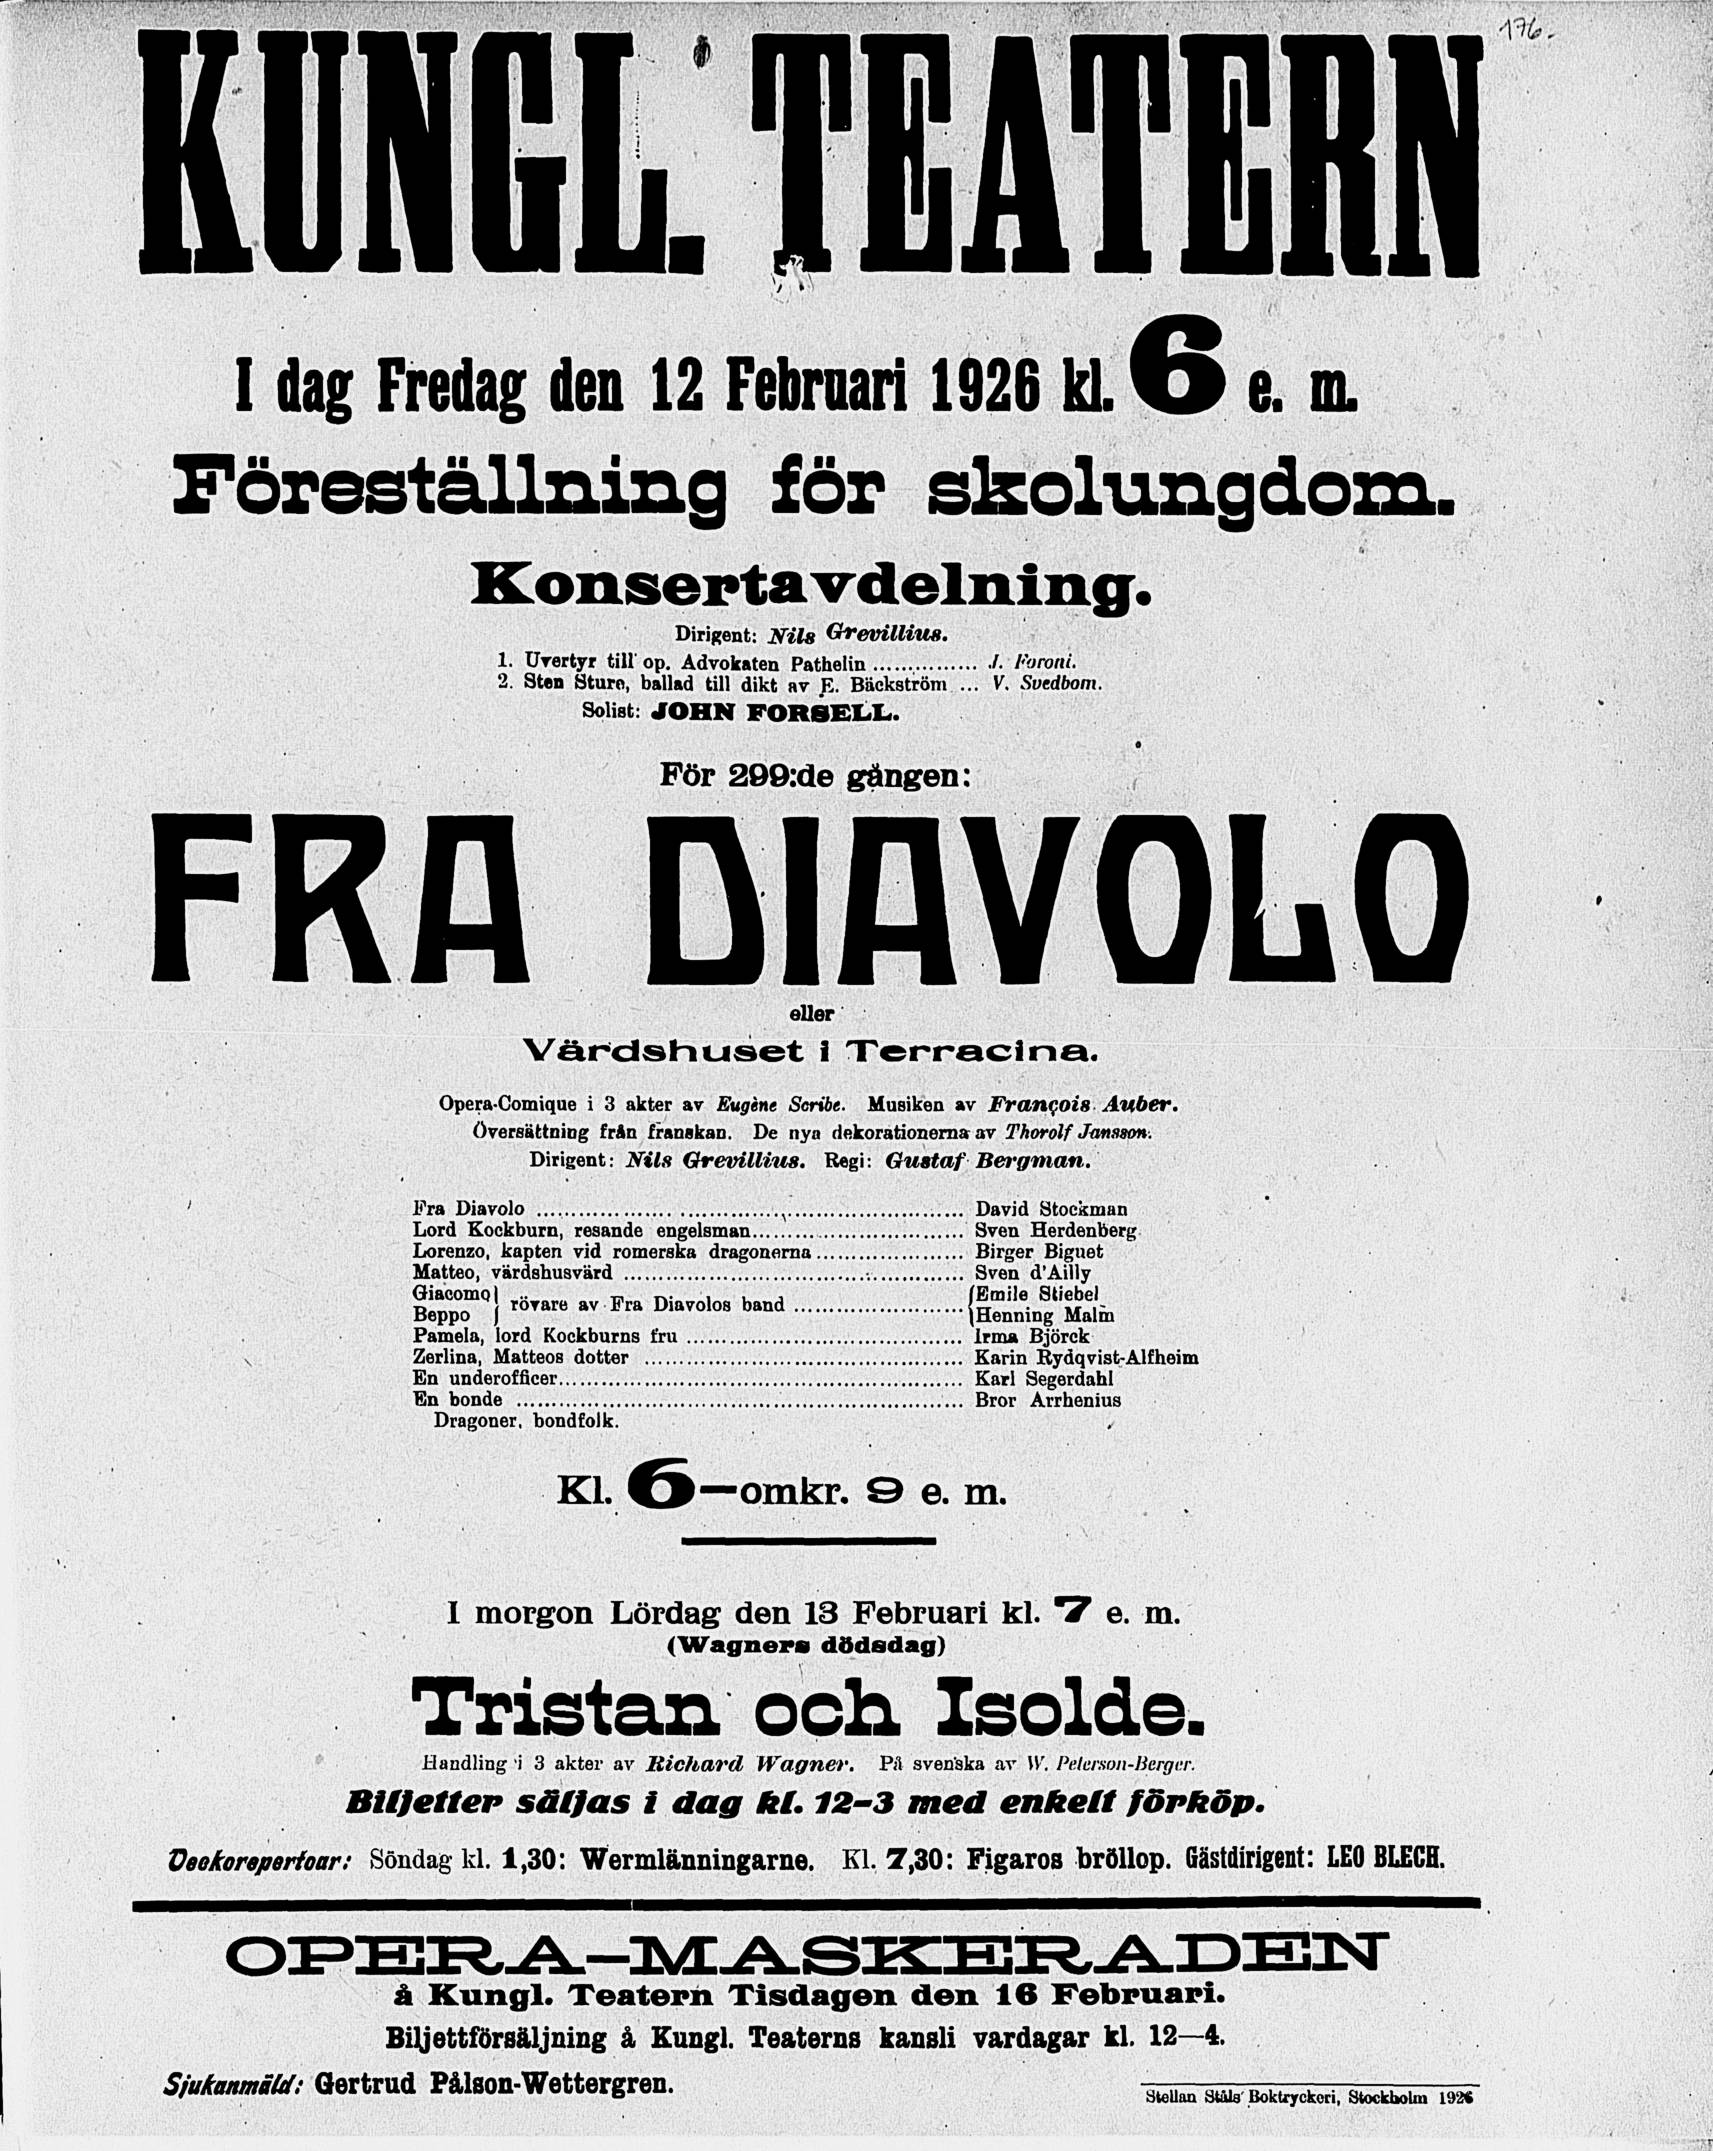 176.
KUNGL. TEATERN
I dag Fredag den 12 Februari 1926 kl. 6 e. m.
Föreställning för skolungdom.
Konsertavdelning.
Dirigent: Nils Grevillius.
1. Uvertyr till op. Advokaten Pathelin ............... J. Foroni.
2. Sten Sture, ballad till dikt av E. Bäckström ... V. Svedbom.
Solist: JOHN FORSELL.
För 299:de gången:
FRA DIAVOLO
eller
Värdshuset i Terracina.
Opera-Comique i 3 akter av Eugène Scribe. Musiken av François Auber.
Översättning från franskan. De nya dekorationerna av Thorolf Jansson.
Dirigent: Nils Grevillius. Regi: Gustaf Bergman.
Fra Diavolo ............................................................... David Stockman
Lord Kockburn, resande engelsman............................... Sven Herdenberg
Lorenzo, kapten vid romerska dragonerna..................... Birger Biguet
Matteo, värdshusvärd ................................................. Sven d'Ailly
Giacomo} rövare av Fra Diavolos band ......................... {Emile Stiebel
Beppo } {Henning Malm
Pamela, lord Kockburns fru ........................................ Irma Björck
Zerlina, Matteos dotter .............................................. Karin Rydqvist-Alfheim
En underofficer........................................................... Karl Segerdahl
En bonde ................................................................. Bror Arrhenius
Dragoner, bondfolk.
Kl. 6—omkr. 9 e. m.
I morgon Lördag den 13 Februari kl. 7 e. m.
(Wagners dödsdag)
Tristan och Isolde.
Handling i 3 akter av Richard Wagner. På svenska av W. Peterson-Berger.
Biljetter säljas i dag kl. 12-3 med enkelt förköp.
Veckorepertoar: Söndag kl. 1,30: Wermlänningarne. Kl. 7,30: Figaros bröllop. Gästdirigent: LEO BLECH.
OPERA-MASKERADEN
å Kungl. Teatern Tisdagen den 16 Februari.
Biljettförsäljning å Kungl. Teaterns kansli vardagar kl. 12—4.
Sjukanmäld: Gertrud Pålson-Wettergren.
Stellan Ståls Boktryckeri, Stockholm 1926